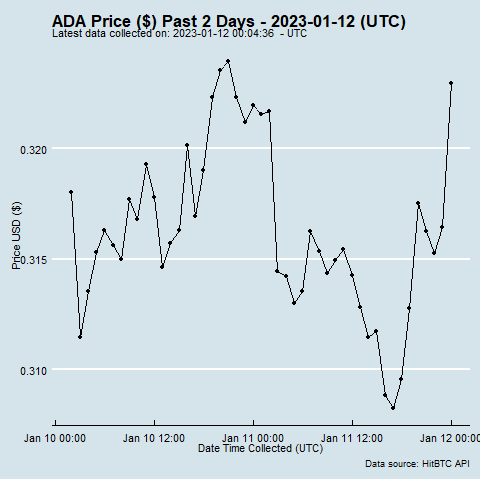 ADA Price ($) Past 2 Days - 2023-01-12 (UTC)
Latest data collected on: 2023-01-12 00:04:36 - UTC
0.320
0.315
0.310
Price USD ($)
Jan 10 00:00 Jan 10 12:00 Jan 11 00:00 Jan 11 12:00 Jan 12 00:00
Date Time Collected (UTC)
Data source: HitBTC API